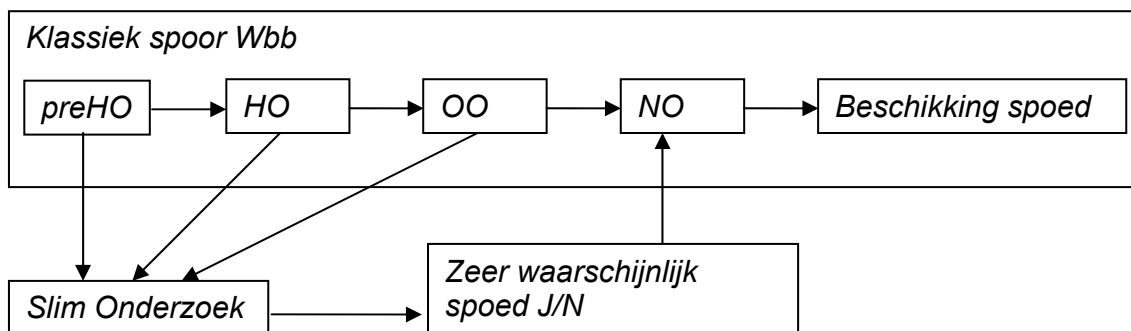 Klassiek spoor Wbb
preHO
HO
OO
NO
Beschikking spoed
Slim Onderzoek
Zeer waarschijnlijk
spoed J/N